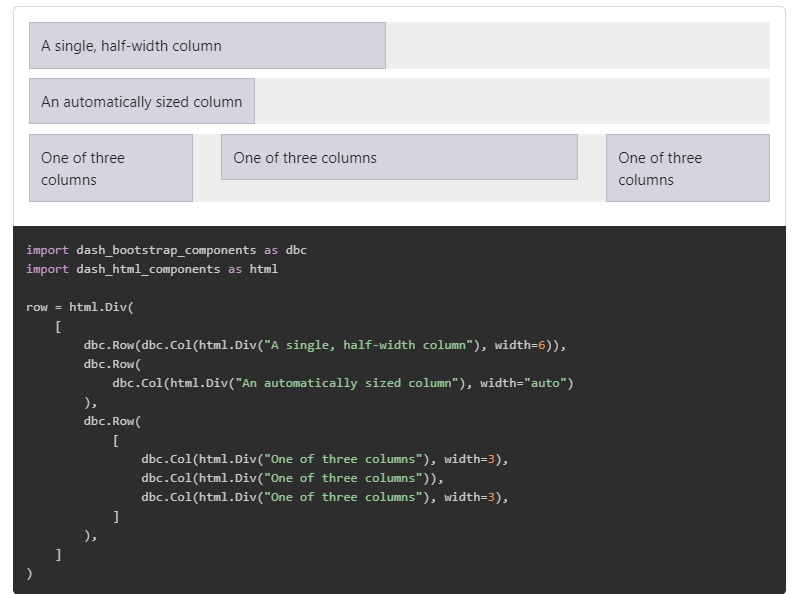 A single, half-width column
An automatically sized column
One of three
columns
One of three columns
One of three
columns
import dash_bootstrap_components as dbc
import dash_html_components as html
row = html.Div(
    [
        dbc.Row(dbc.Col(html.Div("A single, half-width column"), width=6)),
        dbc.Row(
            dbc.Col(html.Div("An automatically sized column"), width="auto")
        ),
        dbc.Row(
            [
                dbc.Col(html.Div("One of three columns"), width=3),
                dbc.Col(html.Div("One of three columns")),
                dbc.Col(html.Div("One of three columns"), width=3),
            ]
        ),
    ]
)